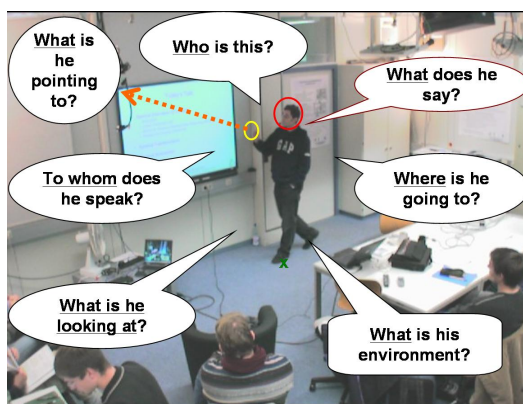 What is
he
pointing
to?
Who is this?
What does he
say?
To whom does
he speak?
Where is he
going to?
What is he
looking at?
What is his
environment?
GAP
x